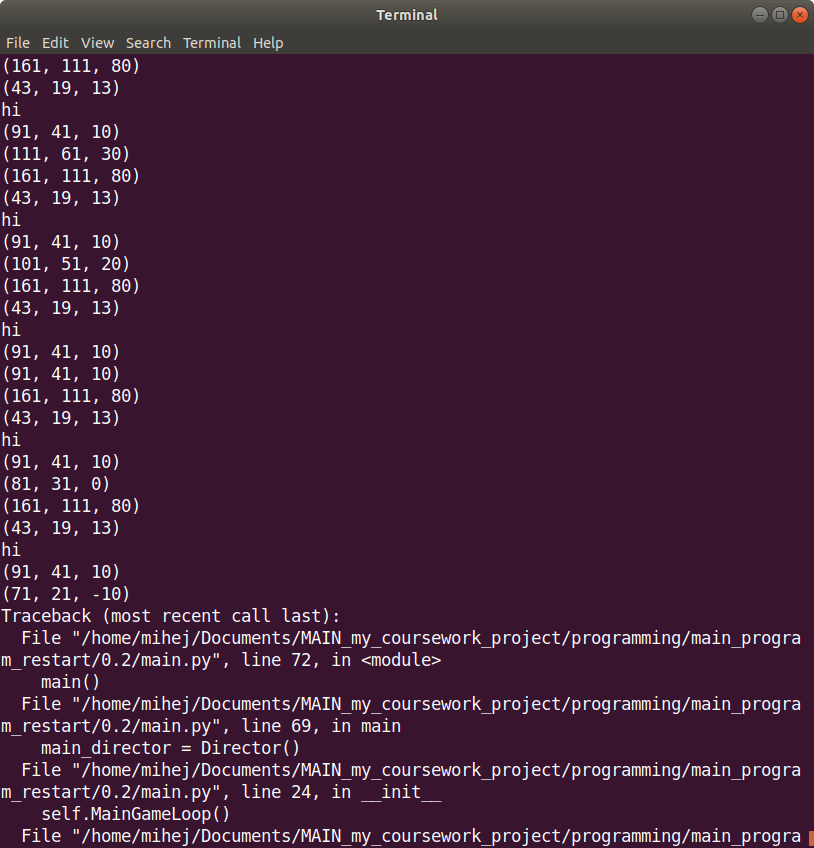 Terminal
File Edit View Search Terminal Help
(161, 111, 80)
(43, 19, 13)
hi
(91, 41, 10)
(111, 61, 30)
(161, 111, 80)
(43, 19, 13)
hi
(91, 41, 10)
(101, 51, 20)
(161, 111, 80)
(43, 19, 13)
hi
(91, 41, 10)
(91, 41, 10)
(161, 111, 80)
(43, 19, 13)
hi
(91, 41, 10)
(81, 31, 0)
(161, 111, 80)
(43, 19, 13)
hi
(91, 41, 10)
(71, 21, -10)
Traceback (most recent call last):
  File "/home/mihej/Documents/MAIN_my_coursework_project/programming/main_progra
m_restart/0.2/main.py", line 72, in <module>
    main()
  File "/home/mihej/Documents/MAIN_my_coursework_project/programming/main_progra
m_restart/0.2/main.py", line 69, in main
    main_director = Director()
  File "/home/mihej/Documents/MAIN_my_coursework_project/programming/main_progra
m_restart/0.2/main.py", line 24, in __init__
    self.MainGameLoop()
  File "/home/mihej/Documents/MAIN_my_coursework_project/programming/main_progra